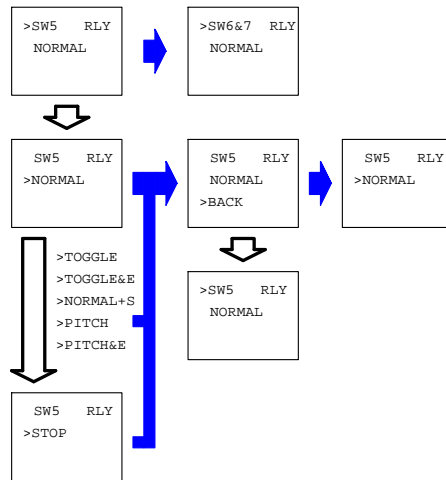 >SW5 RLY
NORMAL
>SW6&7 RLY
NORMAL
SW5 RLY
>NORMAL
SW5 RLY
NORMAL
>BACK
SW5 RLY
>NORMAL
>TOGGLE
>TOGGLE&E
>NORMAL+S
>PITCH
>PITCH&E
>SW5 RLY
NORMAL
SW5 RLY
>STOP